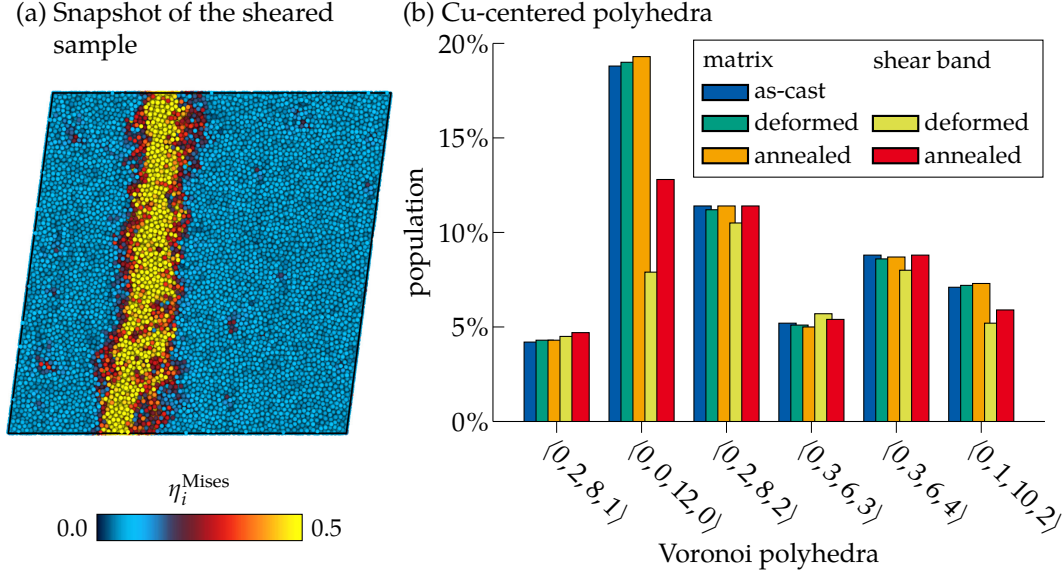 (a) Snapshot of the sheared
sample
η_i^Mises
0.0
0.5
(b) Cu-centered polyhedra
20%
15%
10%
5%
0%
population
matrix
shear band
as-cast
deformed
deformed
annealed
annealed
⟨0, 2, 8, 1⟩
⟨0, 0, 12, 0⟩
⟨0, 2, 8, 2⟩
⟨0, 3, 6, 3⟩
⟨0, 3, 6, 4⟩
⟨0, 1, 10, 2⟩
Voronoi polyhedra